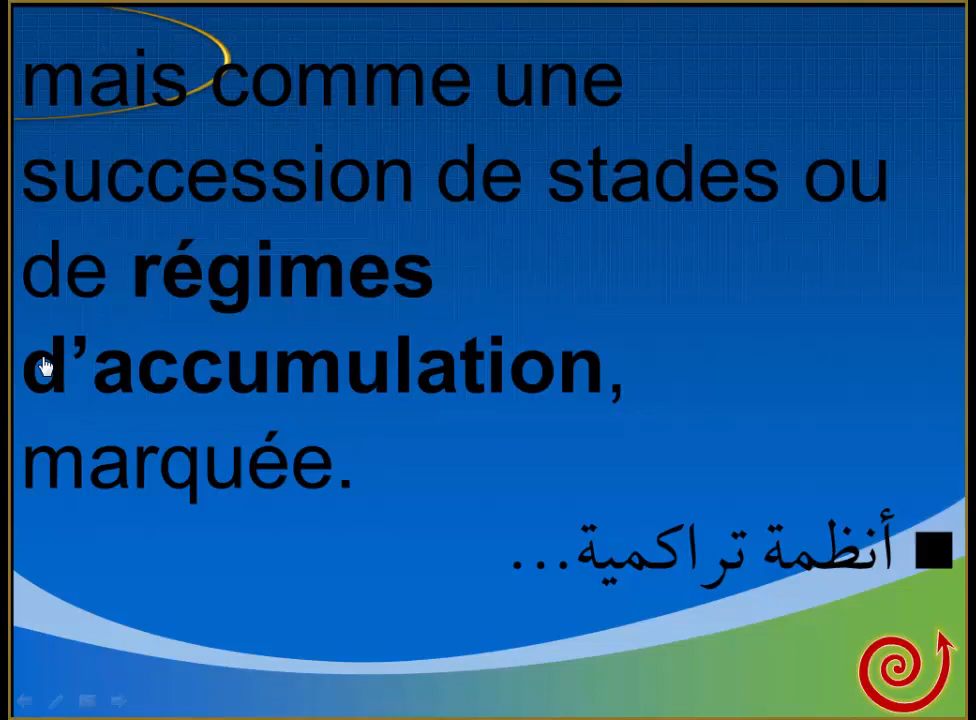 mais comme une
succession de stades ou
de régimes
d’accumulation,
marquée.
■ أنظمة تراكمية...